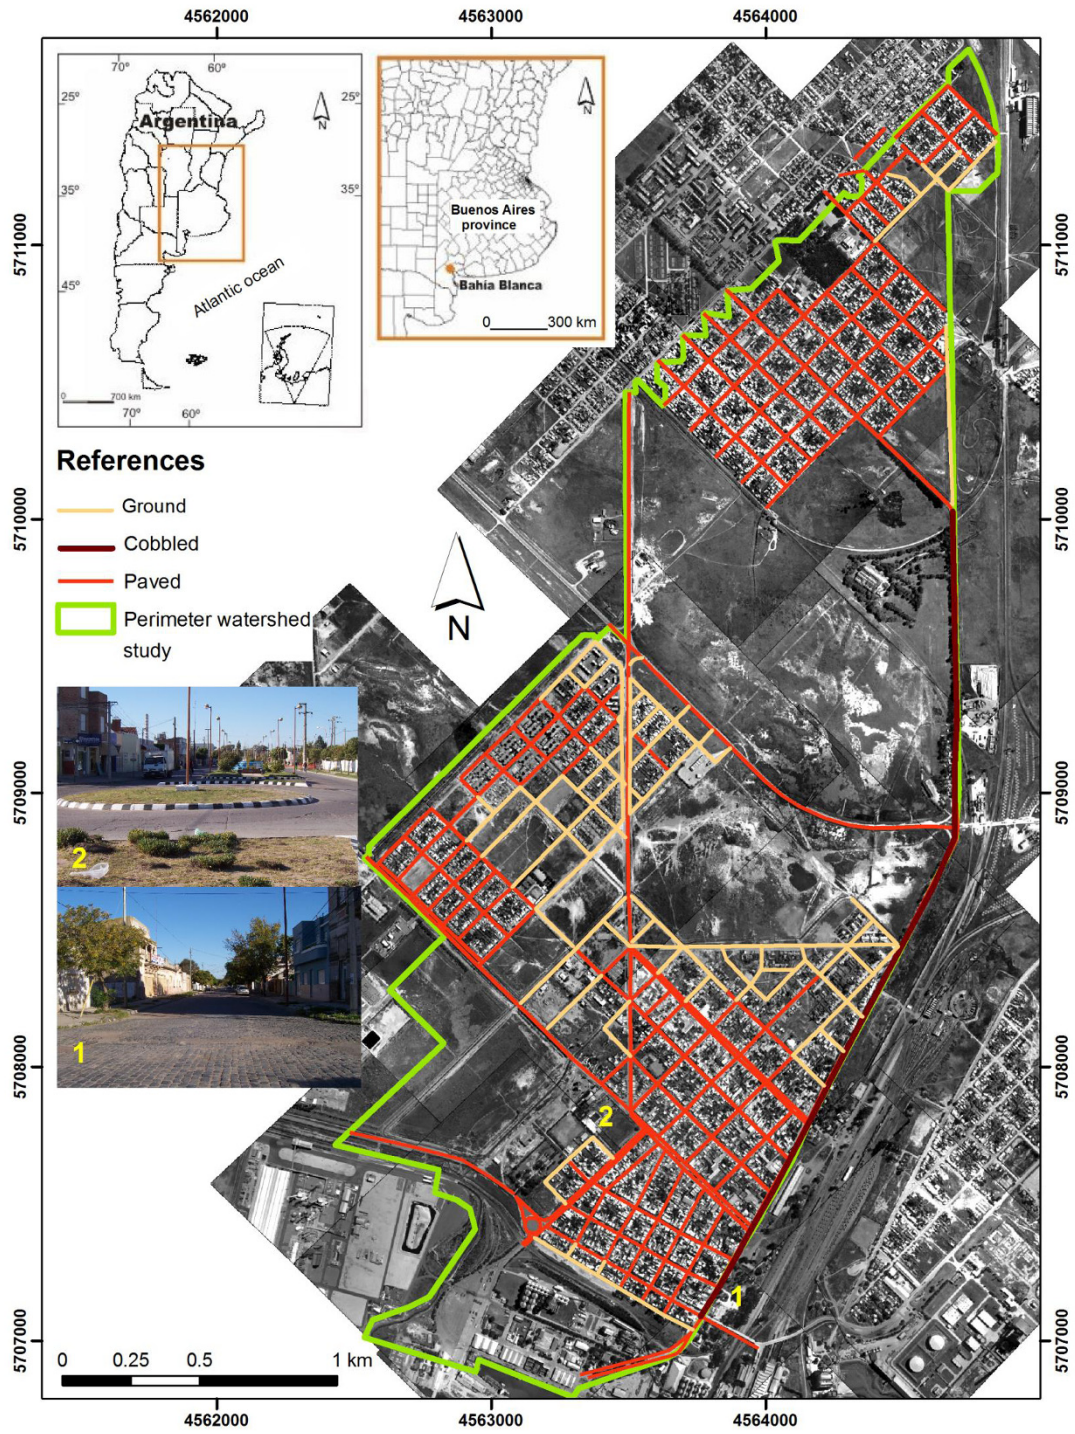 4562000
4563000
4564000
70°
60°
25°
25°
N
Argentina
35°
35°
45°
Atlantic ocean
0
700 km
70°
60°
N
Buenos Aires
province
Bahía Blanca
0
300 km
5711000
5711000
References
Ground
Cobbled
Paved
Perimeter watershed
study
N
5710000
5710000
5709000
5709000
2
1
5708000
5708000
2
1
5707000
5707000
0
0.25
0.5
1 km
4562000
4563000
4564000